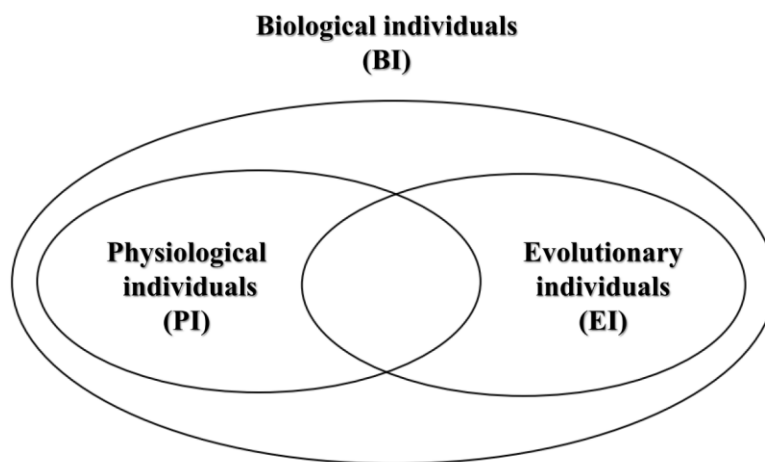 Biological individuals
(BI)
Physiological
individuals
(PI)
Evolutionary
individuals
(EI)